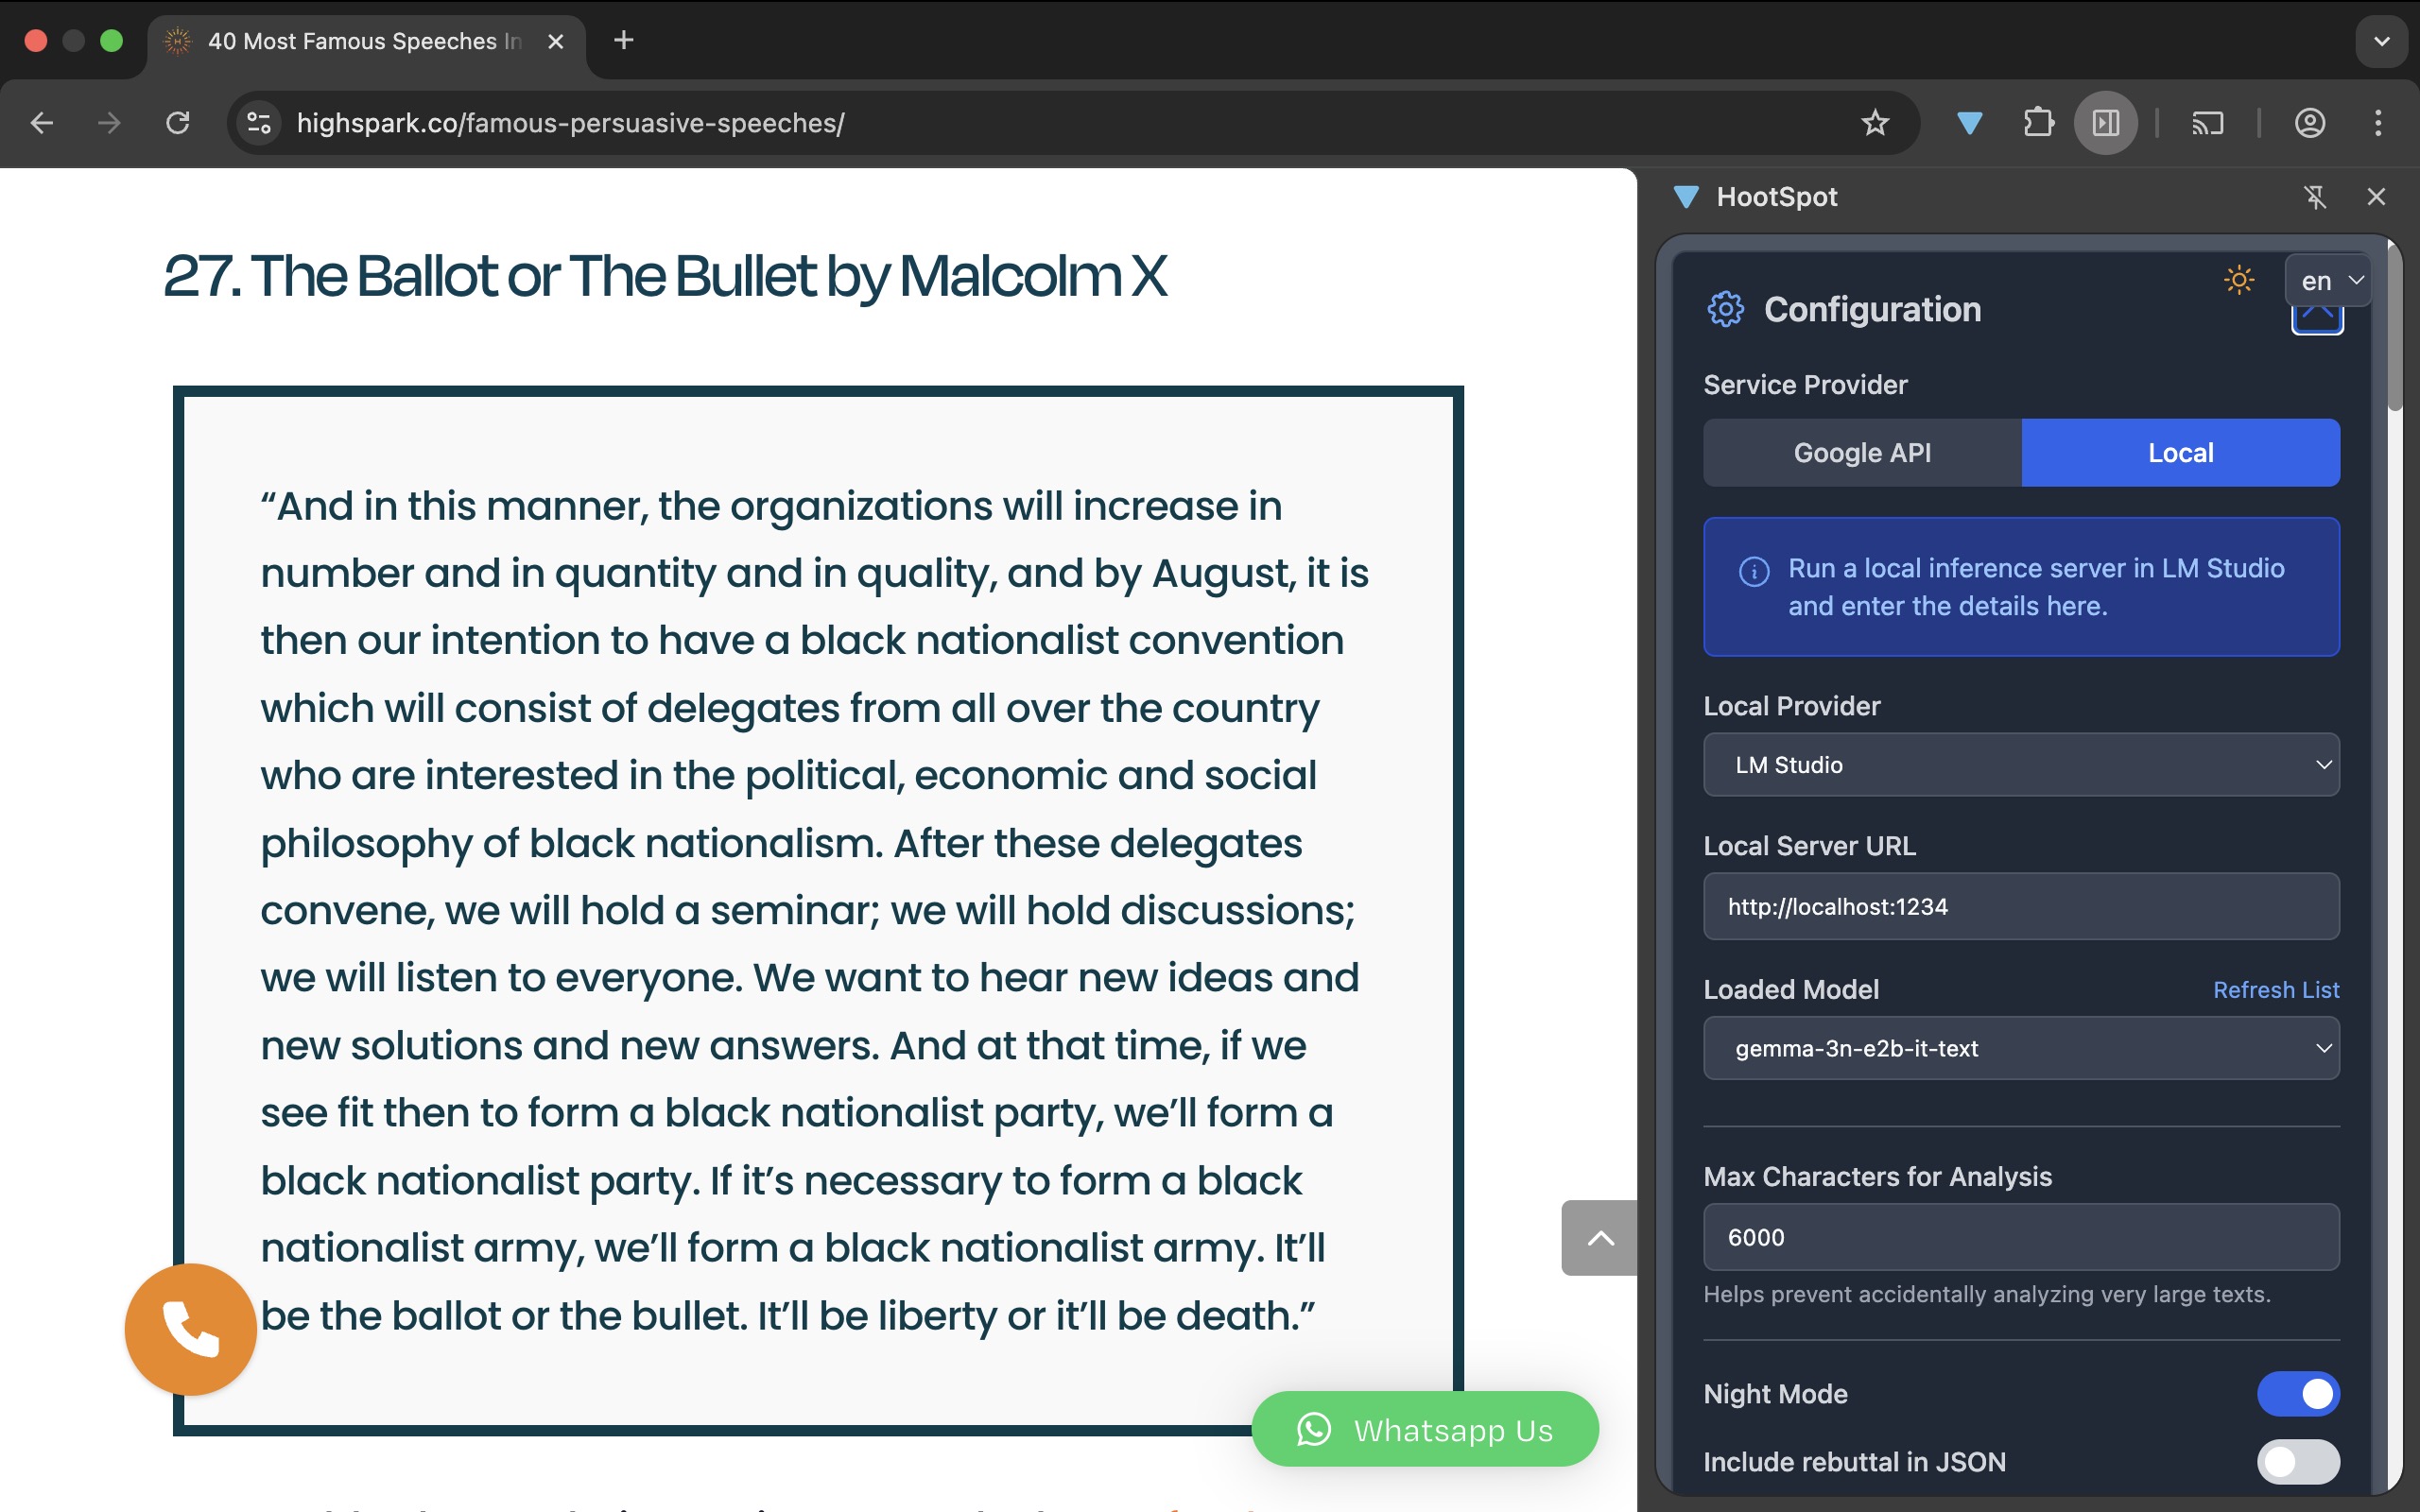 40 Most Famous Speeches In
highspark.co/famous-persuasive-speeches/
27. The Ballot or The Bullet by Malcolm X
“And in this manner, the organizations will increase in
number and in quantity and in quality, and by August, it is
then our intention to have a black nationalist convention
which will consist of delegates from all over the country
who are interested in the political, economic and social
philosophy of black nationalism. After these delegates
convene, we will hold a seminar; we will hold discussions;
we will listen to everyone. We want to hear new ideas and
new solutions and new answers. And at that time, if we
see fit then to form a black nationalist party, we’ll form a
black nationalist party. If it’s necessary to form a black
nationalist army, we’ll form a black nationalist army. It’ll
be the ballot or the bullet. It’ll be liberty or it’ll be death.”
Whatsapp Us
HootSpot
en
Configuration
Service Provider
Google API
Local
Run a local inference server in LM Studio
and enter the details here.
Local Provider
LM Studio
Local Server URL
http://localhost:1234
Loaded Model
Refresh List
gemma-3n-e2b-it-text
Max Characters for Analysis
6000
Helps prevent accidentally analyzing very large texts.
Night Mode
Include rebuttal in JSON